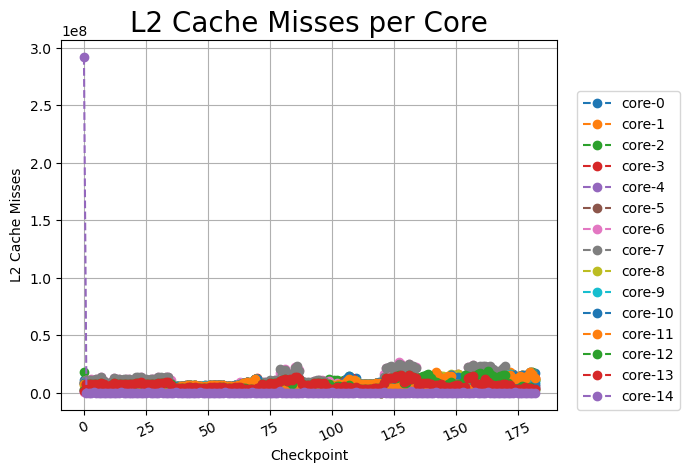 L2 Cache Misses per Core
1e8
3.0
2.5
2.0
1.5
1.0
0.5
0.0
L2 Cache Misses
0
25
50
75
100
125
150
175
Checkpoint
core-0
core-1
core-2
core-3
core-4
core-5
core-6
core-7
core-8
core-9
core-10
core-11
core-12
core-13
core-14